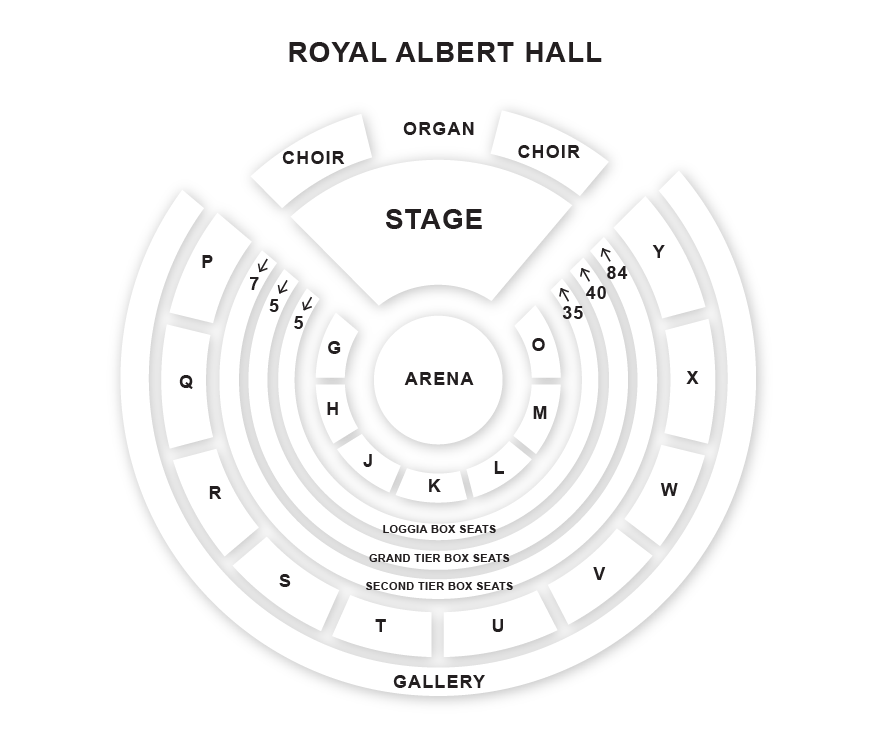 ROYAL ALBERT HALL
ORGAN
CHOIR
CHOIR
STAGE
P
Y
7
5
5
84
40
35
G
O
Q
ARENA
X
H
M
J
L
K
R
W
LOGGIA BOX SEATS
GRAND TIER BOX SEATS
SECOND TIER BOX SEATS
S
V
T
U
GALLERY